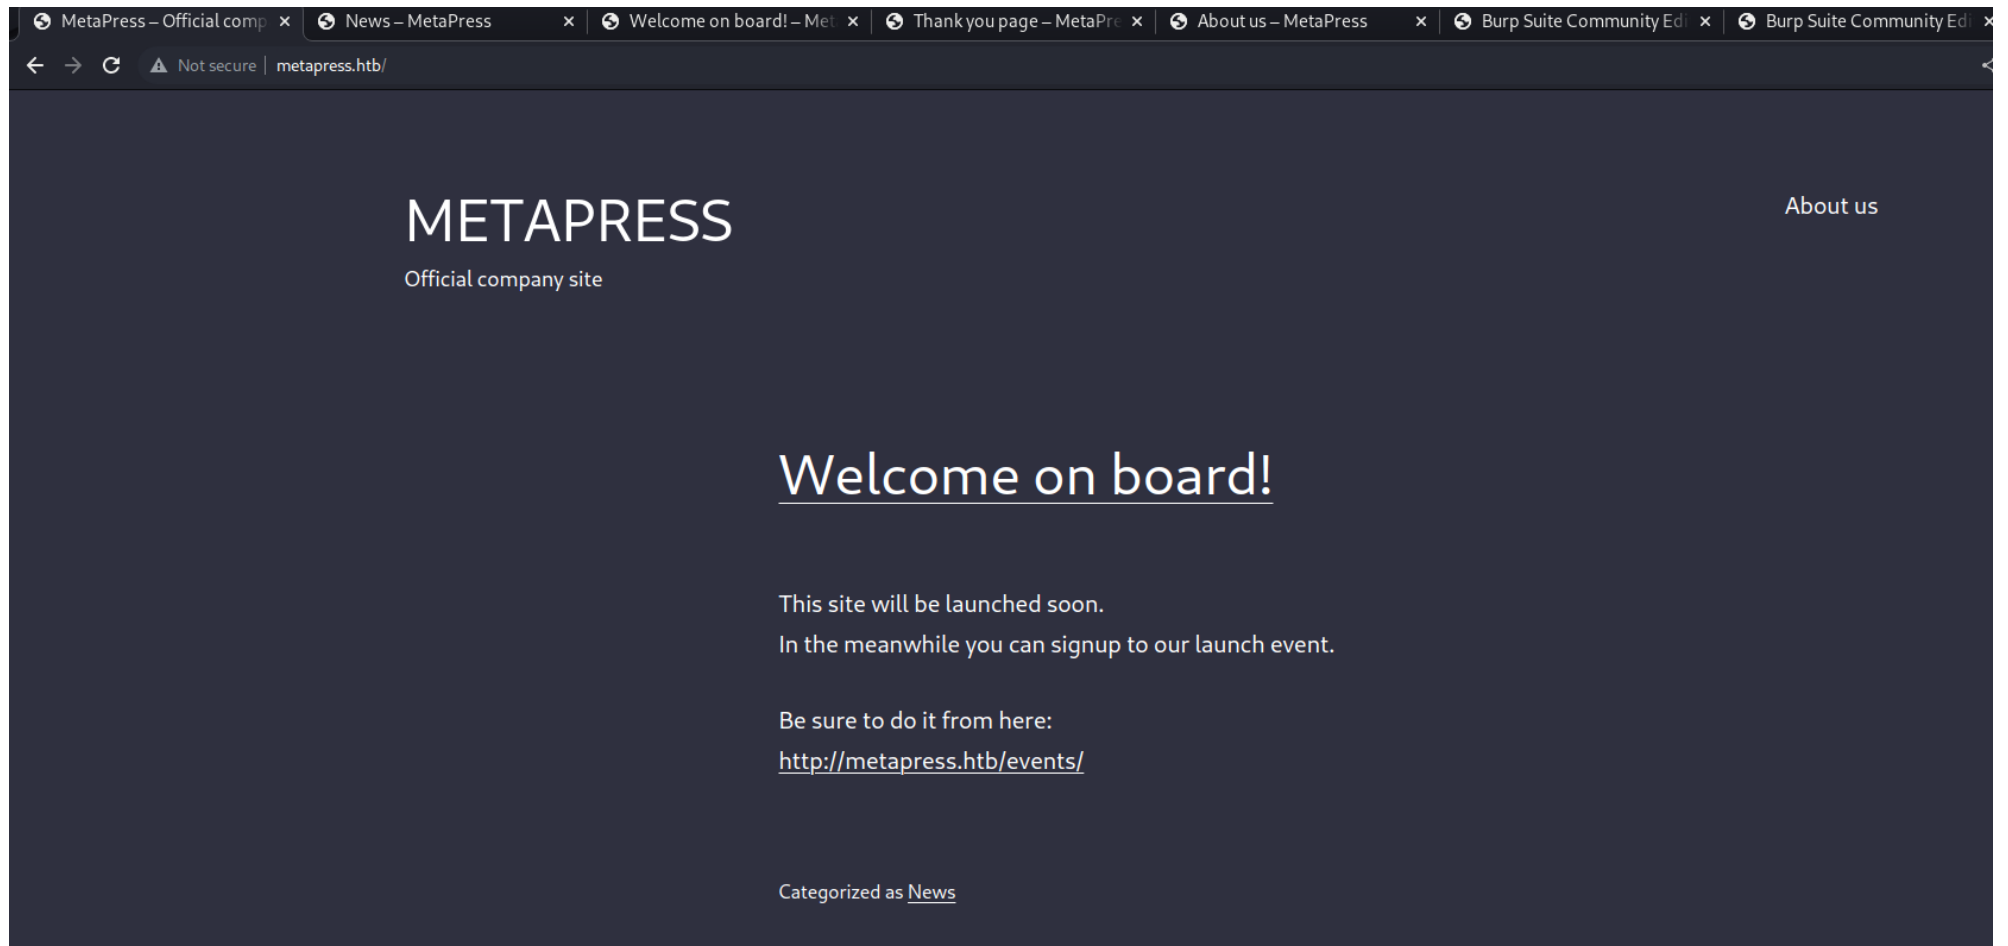 MetaPress – Official comp
News – MetaPress
Welcome on board! – Met
Thank you page – MetaPre
About us – MetaPress
Burp Suite Community Edi
Burp Suite Community Edi
Not secure
metapress.htb/
METAPRESS
About us
Official company site
Welcome on board!
This site will be launched soon.
In the meanwhile you can signup to our launch event.
Be sure to do it from here:
http://metapress.htb/events/
Categorized as News